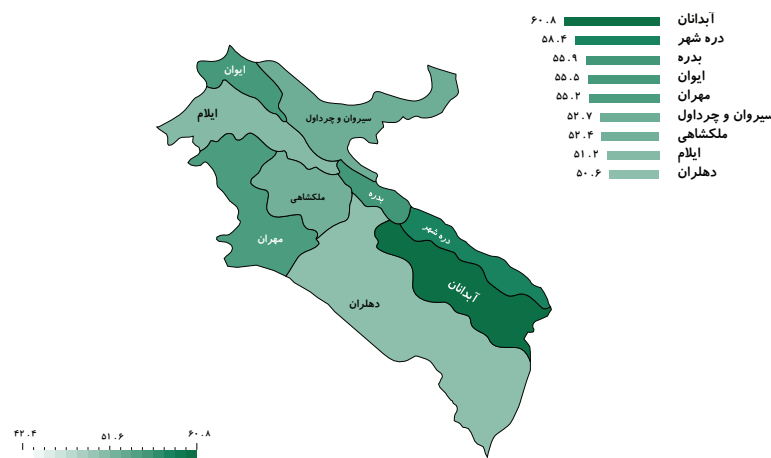 آبدانان ۶۰.۸
دره شهر ۵۸.۴
بدره ۵۵.۹
ایوان ۵۵.۵
مهران ۵۵.۲
سیروان و چرداول ۵۲.۷
ملکشاهی ۵۲.۴
ایلام ۵۱.۲
دهلران ۵۰.۶
ایوان
ایلام
سیروان و چرداول
ملکشاهی
بدره
مهران
دره شهر
آبدانان
دهلران
۴۲.۴ ۵۱.۶ ۶۰.۸